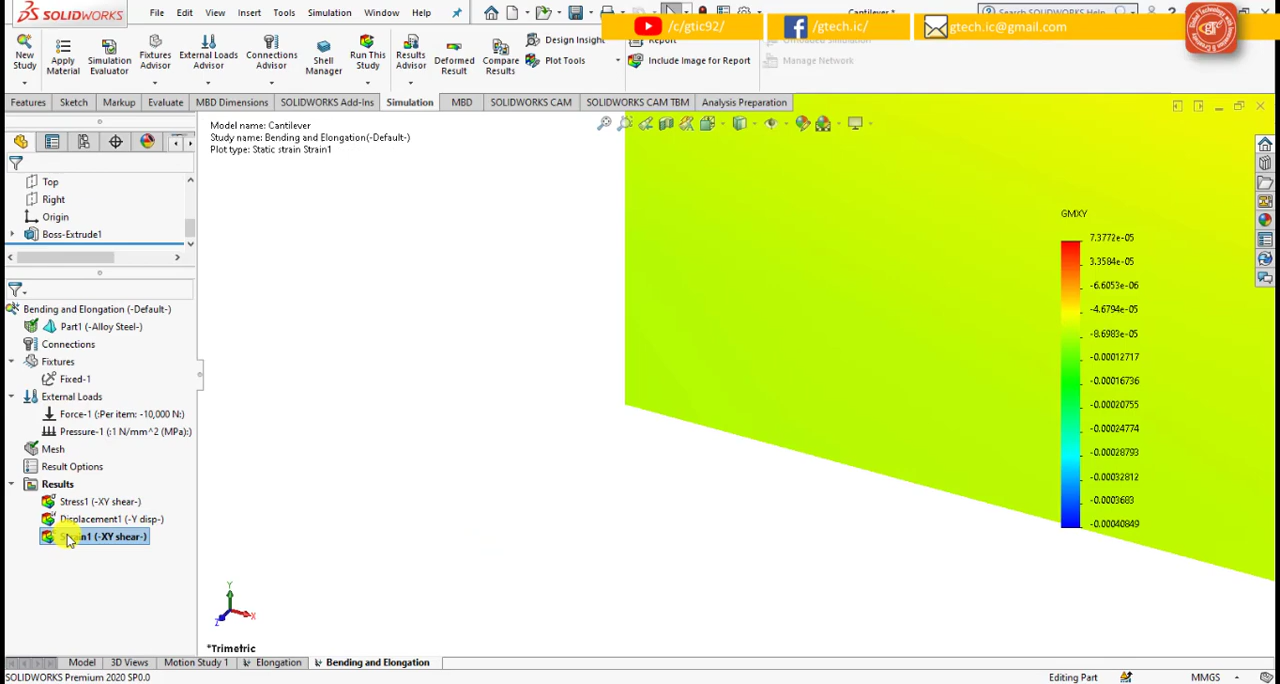 SOLIDWORKS
File Edit View Insert Tools Simulation Window Help
Cantilever *
Search SOLIDWORKS Help
/c/gtic92/
/gtech.ic/
gtech.ic@gmail.com
New Study
Apply Material
Simulation Evaluator
Fixtures Advisor
External Loads Advisor
Connections Advisor
Shell Manager
Run This Study
Results Advisor
Deformed Result
Compare Results
Design Insight
Plot Tools
Report
Include Image for Report
Manage Network
Features Sketch Markup Evaluate MBD Dimensions SOLIDWORKS Add-Ins Simulation MBD SOLIDWORKS CAM SOLIDWORKS CAM TBM Analysis Preparation
Model name: Cantilever
Study name: Bending and Elongation(-Default-)
Plot type: Static strain Strain1
Top
Right
Origin
Boss-Extrude1
Bending and Elongation (-Default-)
Part1 (-Alloy Steel-)
Connections
Fixtures
Fixed-1
External Loads
Force-1 (:Per item: -10,000 N:)
Pressure-1 (:1 N/mm^2 (MPa):)
Mesh
Result Options
Results
Stress1 (-XY shear-)
Displacement1 (-Y disp-)
Strain1 (-XY shear-)
GMXY
7.3772e-05
3.3584e-05
-6.6053e-06
-4.6794e-05
-8.6983e-05
-0.00012717
-0.00016736
-0.00020755
-0.00024774
-0.00028793
-0.00032812
-0.0003683
-0.00040849
Y
X
Z
*Trimetric
Model 3D Views Motion Study 1 Elongation Bending and Elongation
SOLIDWORKS Premium 2020 SP0.0
Editing Part
MMGS